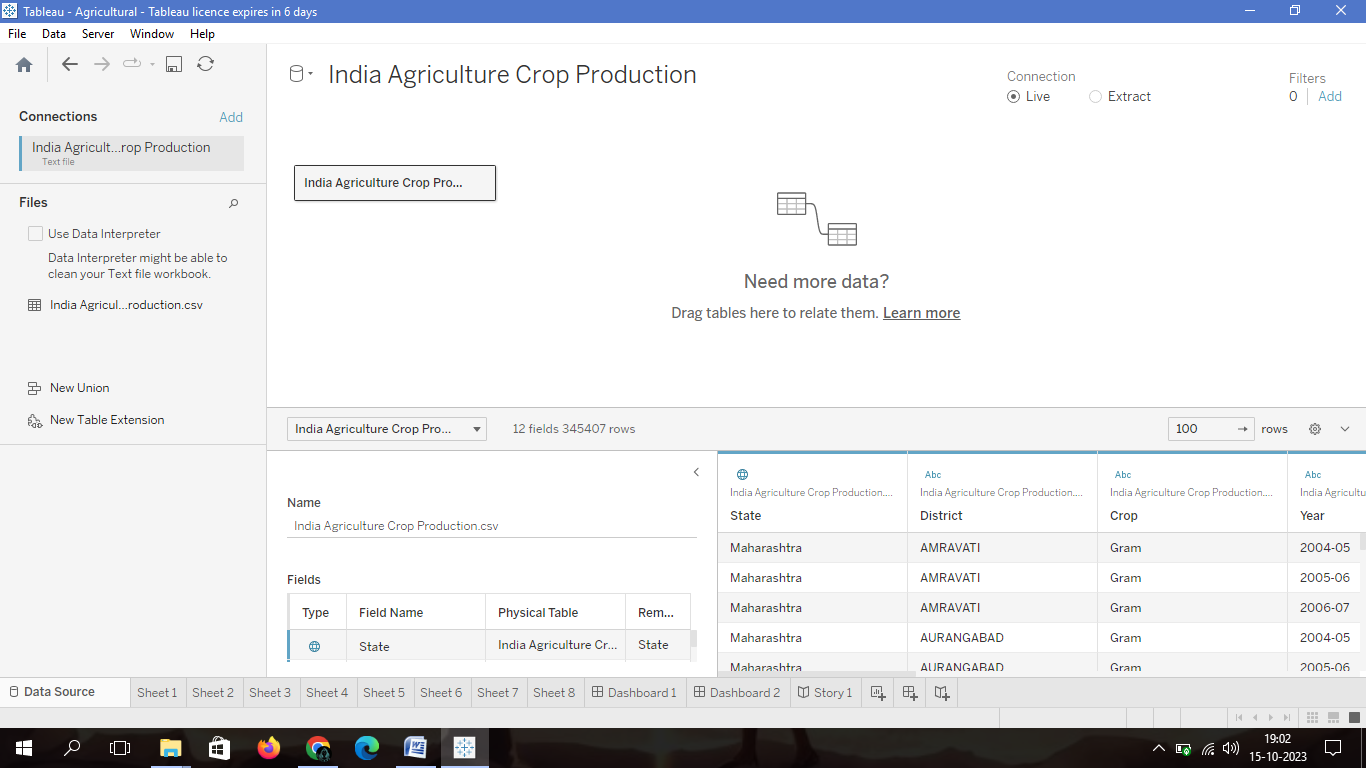 Tableau - Agricultural - Tableau licence expires in 6 days
File Data Server Window Help
Connections Add
India Agricult...rop Production
Text file
Files
Use Data Interpreter
Data Interpreter might be able to
clean your Text file workbook.
India Agricul...roduction.csv
New Union
New Table Extension
India Agriculture Crop Production
Connection
Live Extract
Filters
0 Add
India Agriculture Crop Pro...
Need more data?
Drag tables here to relate them. Learn more
India Agriculture Crop Pro... 12 fields 345407 rows 100 rows
Name
India Agriculture Crop Production.csv
Fields
Type Field Name Physical Table Rem...
State India Agriculture Cr... State
Abc Abc Abc
India Agriculture Crop Production.... India Agriculture Crop Production.... India Agriculture Crop Production.... India Agricultu
State District Crop Year
Maharashtra AMRAVATI Gram 2004-05
Maharashtra AMRAVATI Gram 2005-06
Maharashtra AMRAVATI Gram 2006-07
Maharashtra AURANGABAD Gram 2004-05
Maharashtra AURANGABAD Gram 2005-06
Data Source Sheet 1 Sheet 2 Sheet 3 Sheet 4 Sheet 5 Sheet 6 Sheet 7 Sheet 8 Dashboard 1 Dashboard 2 Story 1
19:02
15-10-2023